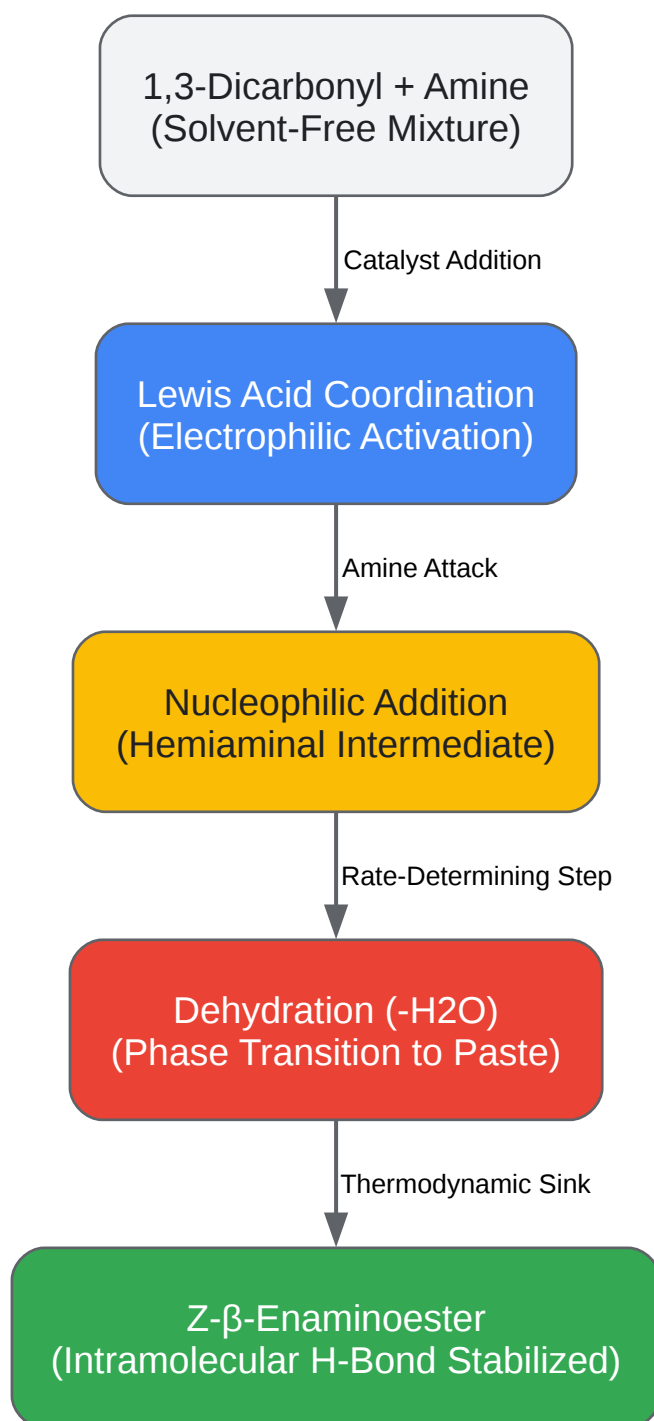 1,3-Dicarbonyl + Amine
(Solvent-Free Mixture)
Catalyst Addition
Lewis Acid Coordination
(Electrophilic Activation)
Amine Attack
Nucleophilic Addition
(Hemiaminal Intermediate)
Rate-Determining Step
Dehydration (-H2O)
(Phase Transition to Paste)
Thermodynamic Sink
Z-β-Enaminoester
(Intramolecular H-Bond Stabilized)